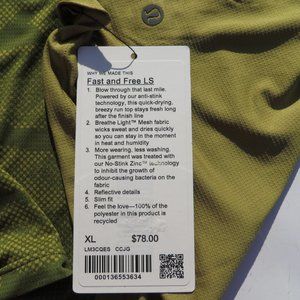 WHY WE MADE THIS
Fast and Free LS
1. Blow through that last mile.
Powered by our anti-stink
technology, this quick-drying,
breezy run top stays fresh long
after the finish line
2. Breathe Light™ Mesh fabric
wicks sweat and dries quickly
so you can stay in the moment
in heat and humidity
3. More wearing, less washing.
This garment was treated with
our No-Stink Zinc™ technology
to inhibit the growth of
odour-causing bacteria on the
fabric
4. Reflective details
5. Slim fit
6. Feel the love—100% of the
polyester in this product is
recycled
XL $78.00
LM3CQES CCJG
000136553634